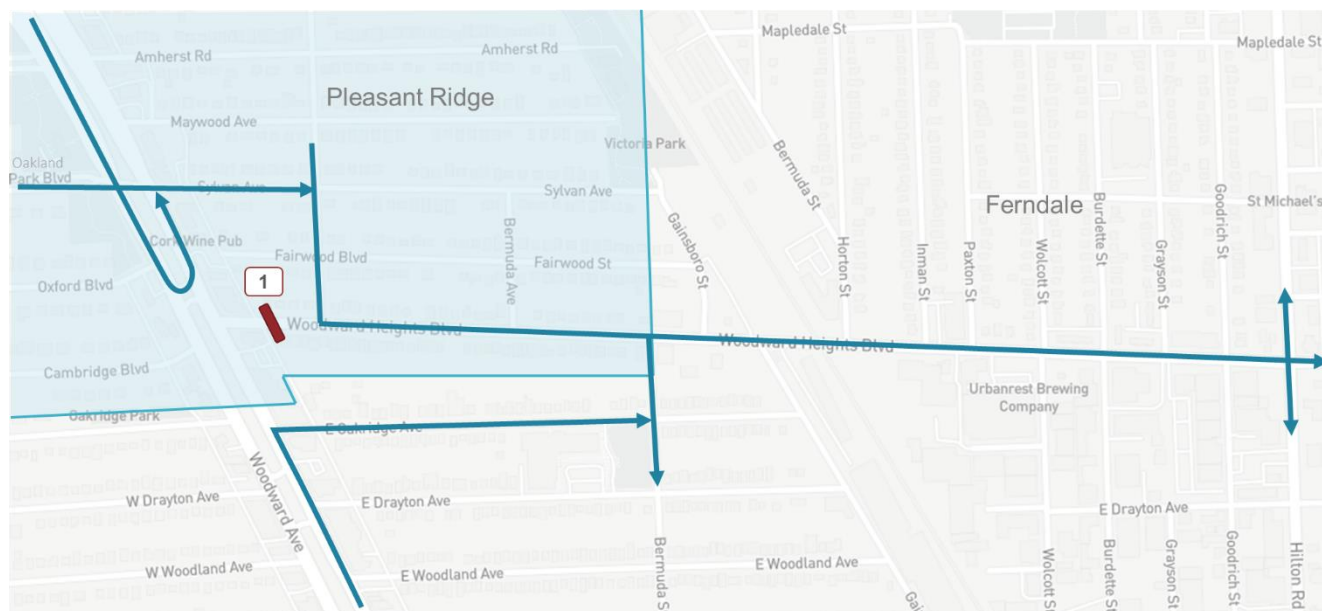 Mapledale St
Mapledale St
Amherst Rd
Amherst Rd
Pleasant Ridge
Maywood Ave
Victoria Park
Bermuda St
Oakland
Park Blvd
Sylvan Ave
Sylvan Ave
Ferndale
Burdette St
Goodrich St
St Michael's
Cork Wine Pub
Bermuda Ave
Gainsboro St
Horton St
Inman St
Paxton St
Wolcott St
Grayson St
Fairwood Blvd
Fairwood St
Oxford Blvd
1
Woodward Heights Blvd
Woodward Heights Blvd
Cambridge Blvd
Urbanrest Brewing
Company
Oakridge Park
E Oakridge Ave
Woodward Ave
W Drayton Ave
E Drayton Ave
E Drayton Ave
W Woodland Ave
E Woodland Ave
Bermuda S
E Woodland Ave
Wolcott St
Burdette St
Grayson St
Goodrich St
Hilton Rd